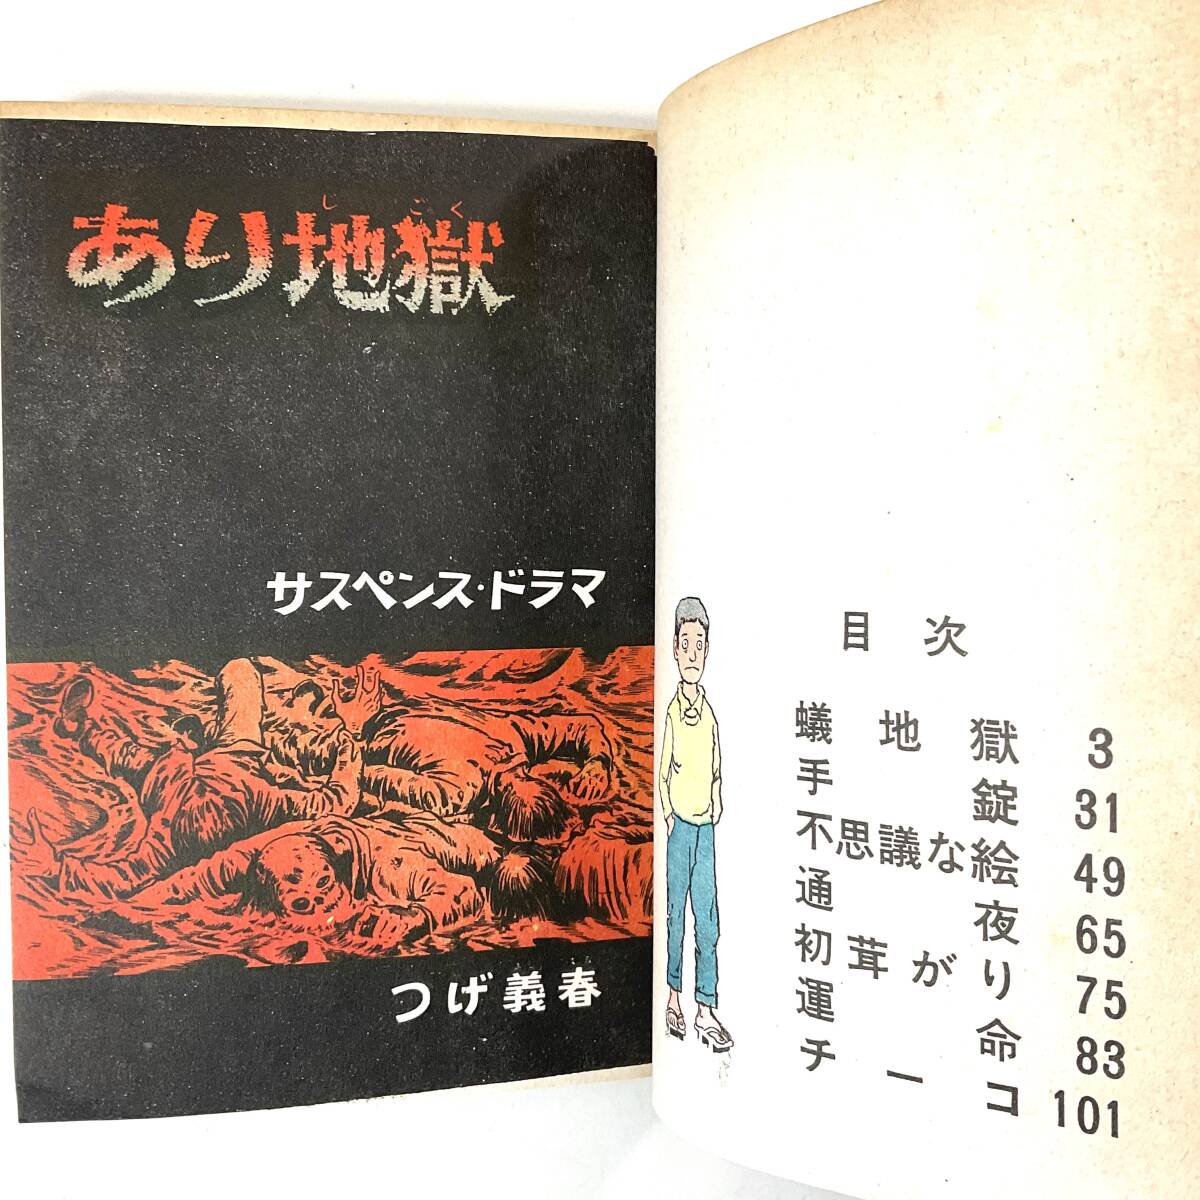 じごく
あり地獄
サスペンス・ドラマ
つげ義春
目次
蟻地獄 3
手錠 31
不思議な絵 49
通夜 65
初茸がり 75
運命 83
チーコ 101